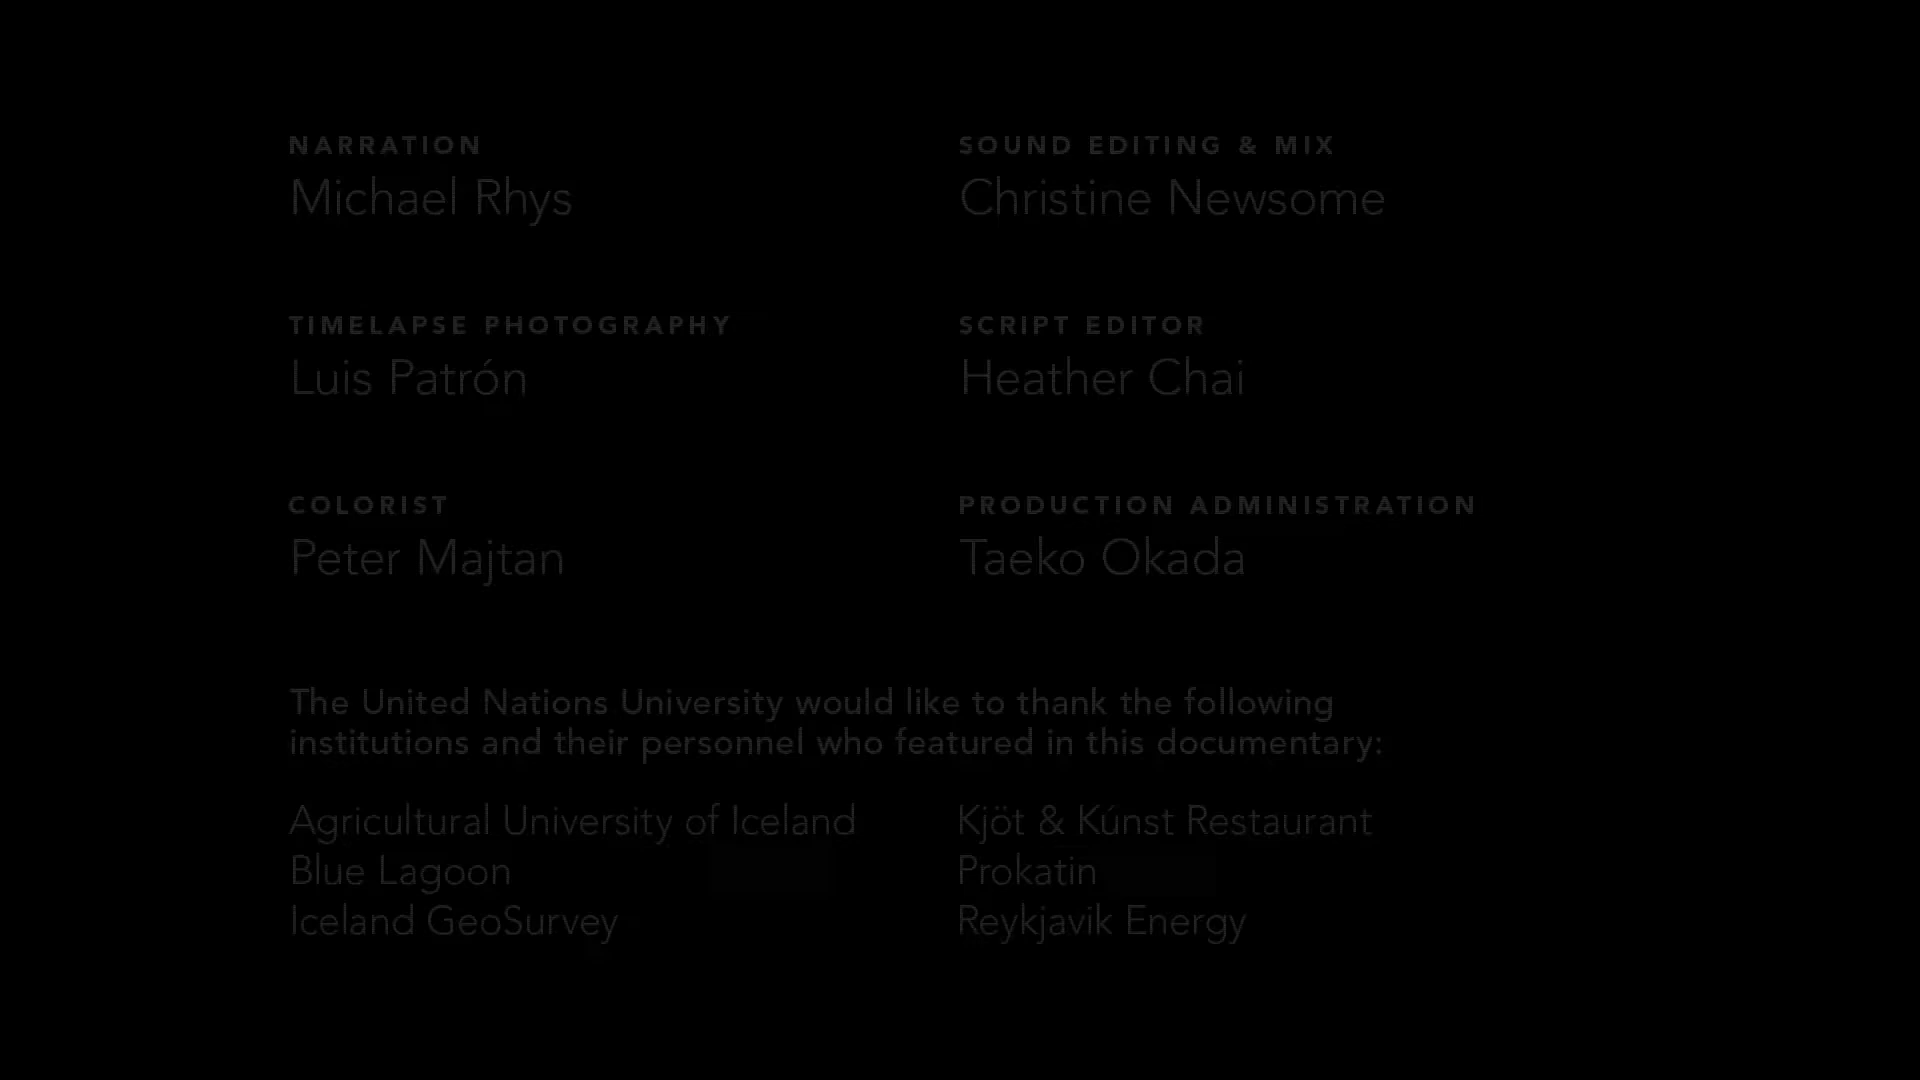 NARRATION
Michael Rhys
SOUND EDITING & MIX
Christine Newsome
TIMELAPSE PHOTOGRAPHY
Luis Patrón
SCRIPT EDITOR
Heather Chai
COLORIST
Peter Majtan
PRODUCTION ADMINISTRATION
Taeko Okada
The United Nations University would like to thank the following
institutions and their personnel who featured in this documentary:
Agricultural University of Iceland
Blue Lagoon
Iceland GeoSurvey
Kjöt & Kúnst Restaurant
Prokatin
Reykjavik Energy